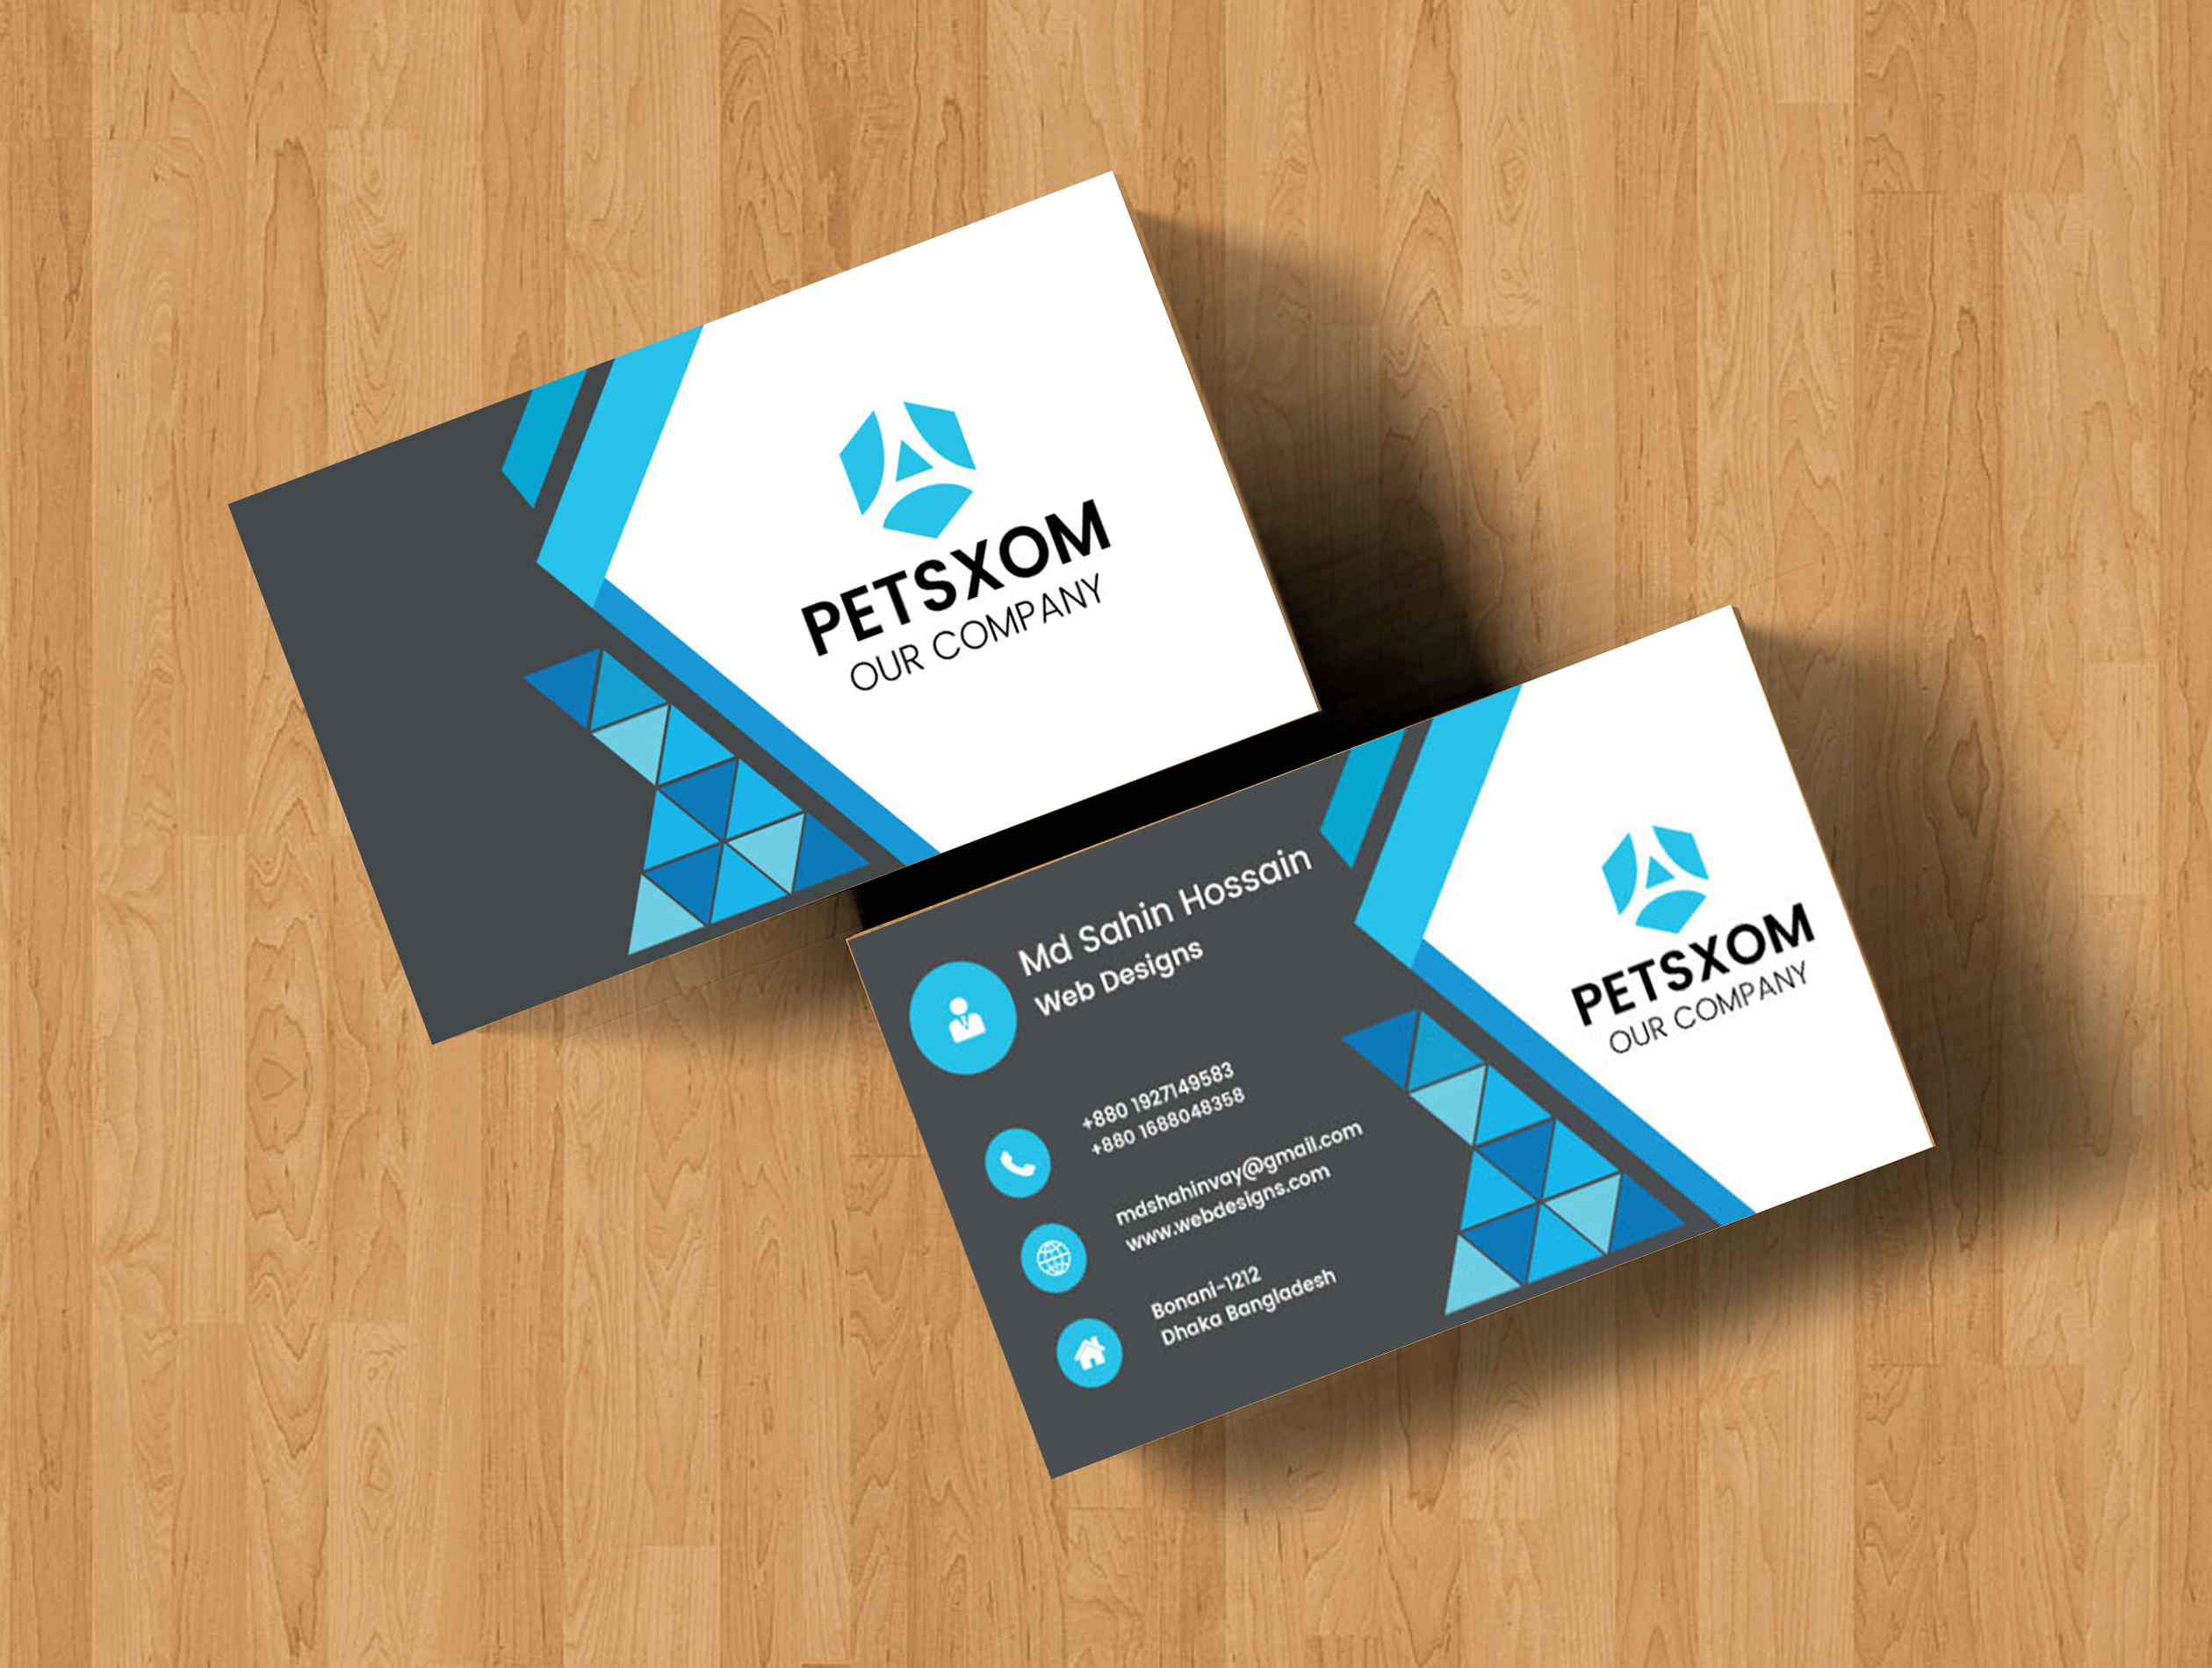 PETSXOM
OUR COMPANY
Md Sahin Hossain
Web Designs
+880 1927149583
+880 1688048358
mdshahinvay@gmail.com
www.webdesigns.com
Bonani-1212
Dhaka Bangladesh
PETSXOM
OUR COMPANY